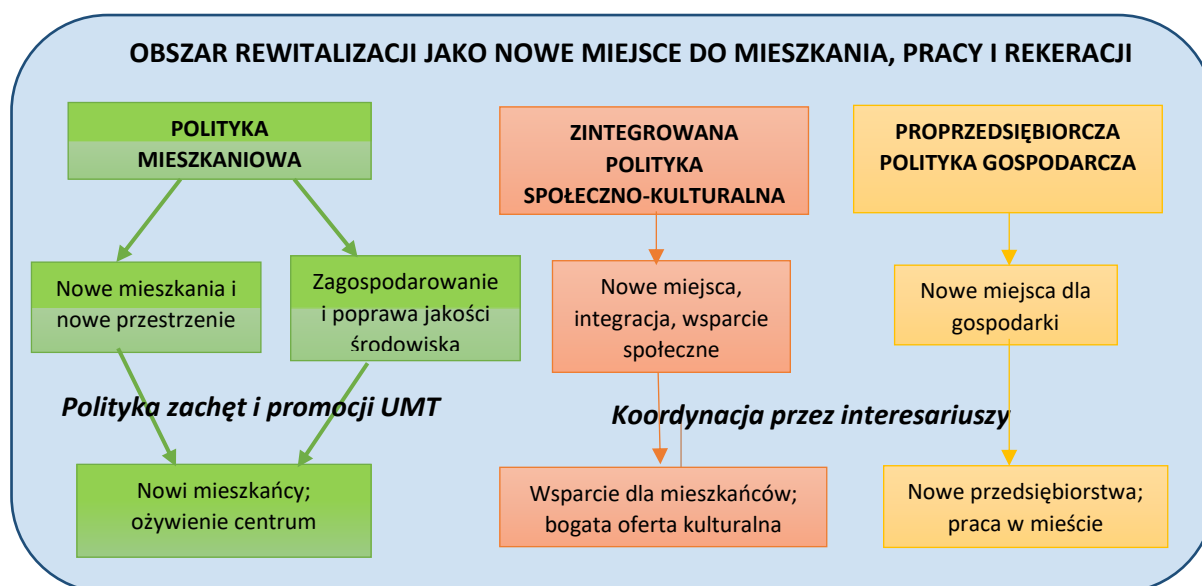 OBSZAR REWITALIZACJI JAKO NOWE MIEJSCE DO MIESZKANIA, PRACY I REKERACJI
POLITYKA
MIESZKANIOWA
ZINTEGROWANA
POLITYKA
SPOŁECZNO-KULTURALNA
PROPRZEDSIĘBIORCZA
POLITYKA GOSPODARCZA
Nowe mieszkania i
nowe przestrzenie
Zagospodarowanie
i poprawa jakości
środowiska
Nowe miejsca,
integracja, wsparcie
społeczne
Nowe miejsca dla
gospodarki
Polityka zachęt i promocji UMT
Koordynacja przez interesariuszy
Nowi mieszkańcy;
ożywienie centrum
Wsparcie dla mieszkańców;
bogata oferta kulturalna
Nowe przedsiębiorstwa;
praca w mieście